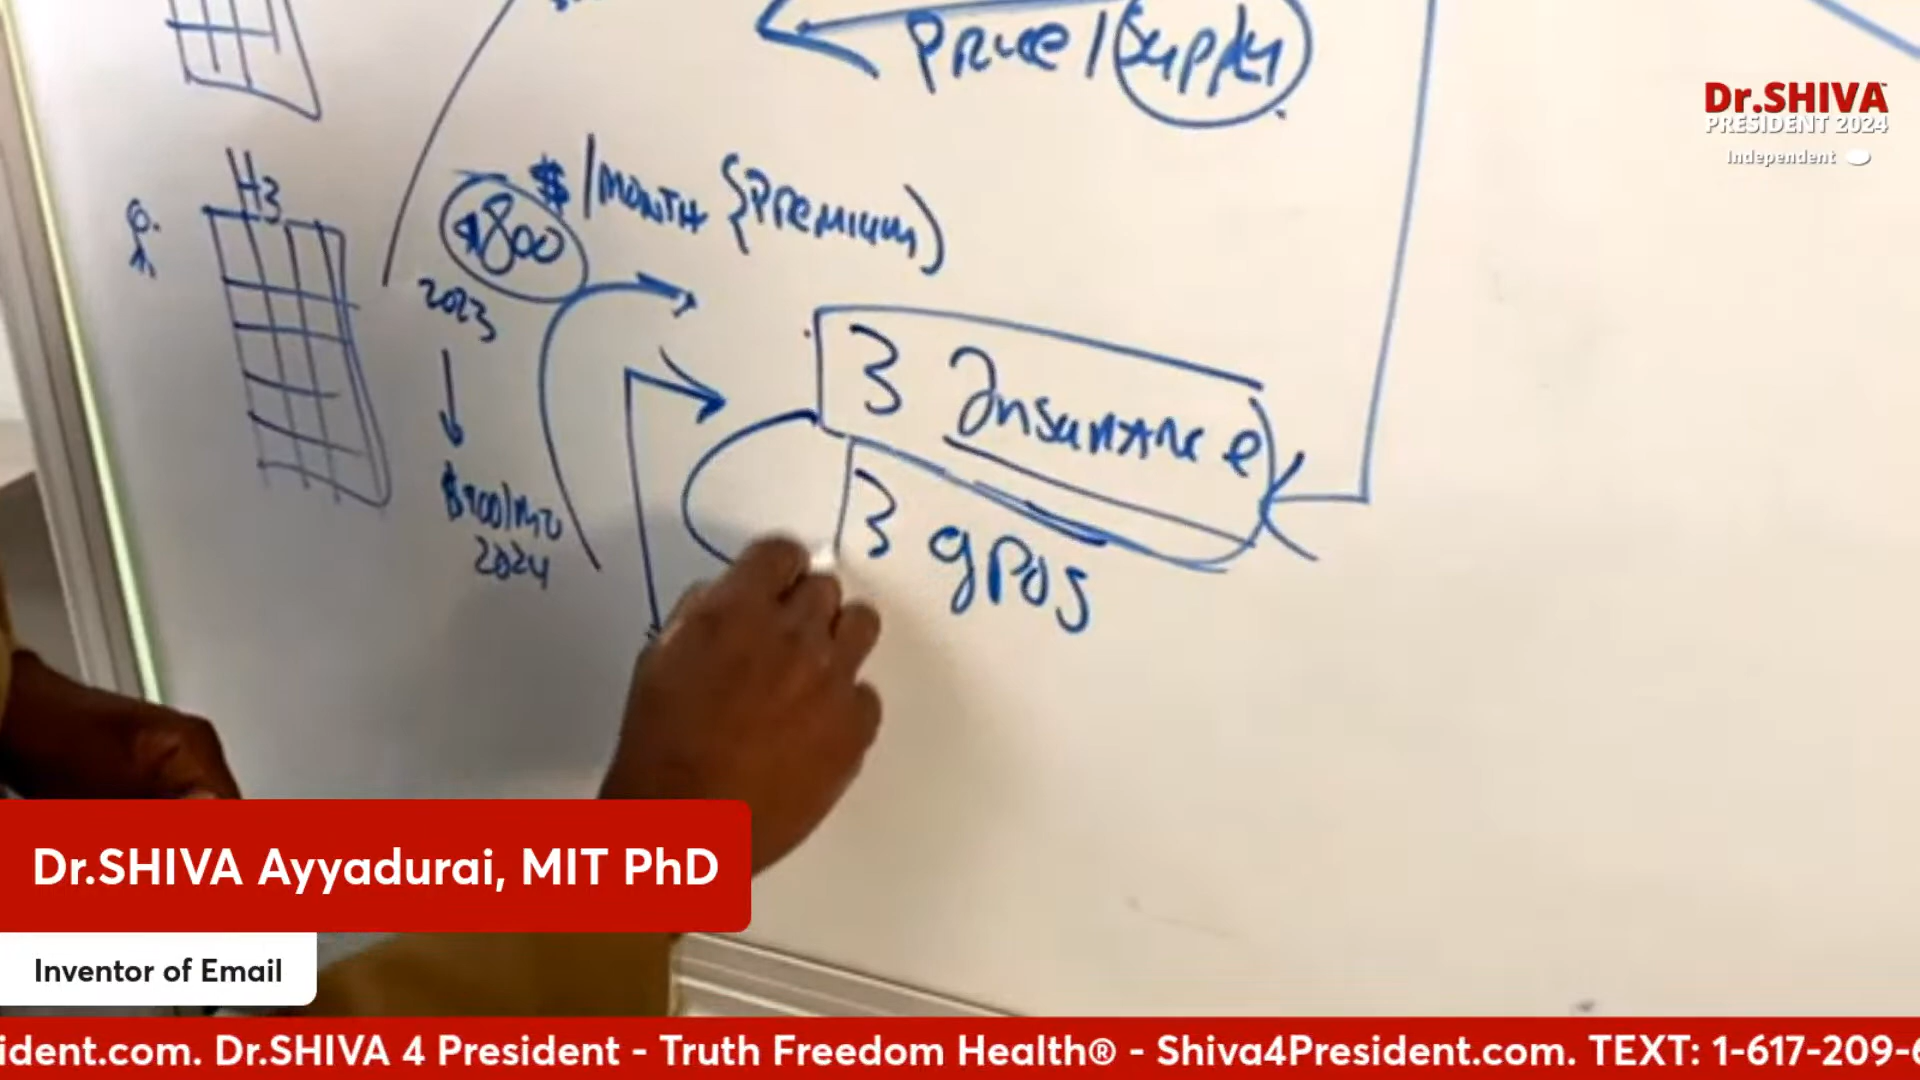 Price / Supply
Dr.SHIVA
PRESIDENT 2024
Independent
H3
$ / MONTH {Premium)
$800
2023
3 Insurance
2024
3 gpos
Dr.SHIVA Ayyadurai, MIT PhD
Inventor of Email
ident.com. Dr.SHIVA 4 President - Truth Freedom Health® - Shiva4President.com. TEXT: 1-617-209-